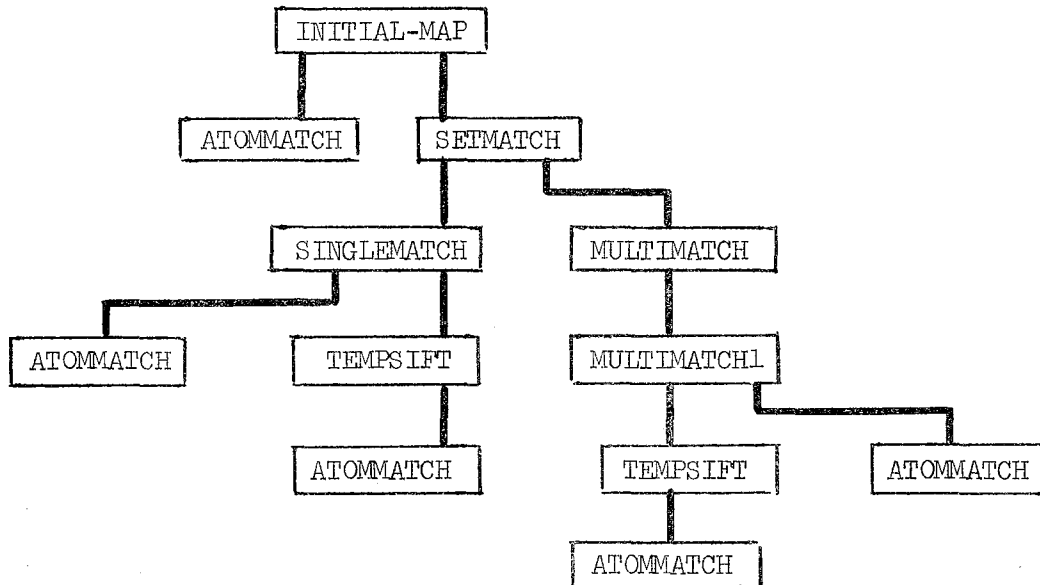 INITIAL-MAP
ATOMMATCH
SETMATCH
SINGLEMATCH
MULTIMATCH
ATOMMATCH
TEMPSIFT
MULTIMATCH1
ATOMMATCH
TEMPSIFT
ATOMMATCH
ATOMMATCH